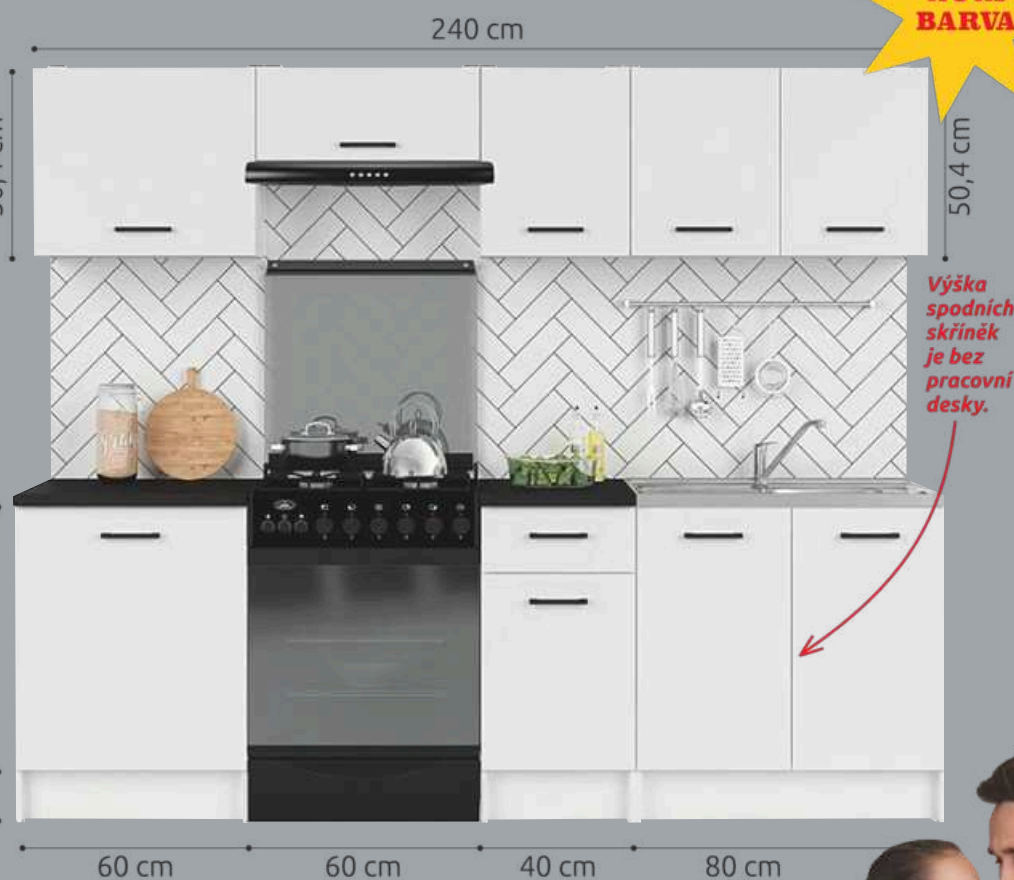 240 cm
BARVA
50,4 cm
Výška
spodních
skříněk
je bez
pracovní
desky.
60 cm
60 cm
40 cm
80 cm